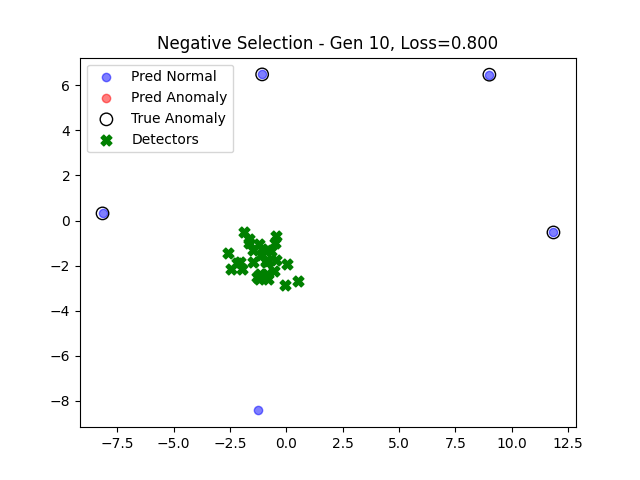 Negative Selection - Gen 10, Loss=0.800
Pred Normal
Pred Anomaly
True Anomaly
Detectors
6
4
2
0
−2
−4
−6
−8
−7.5 −5.0 −2.5 0.0 2.5 5.0 7.5 10.0 12.5